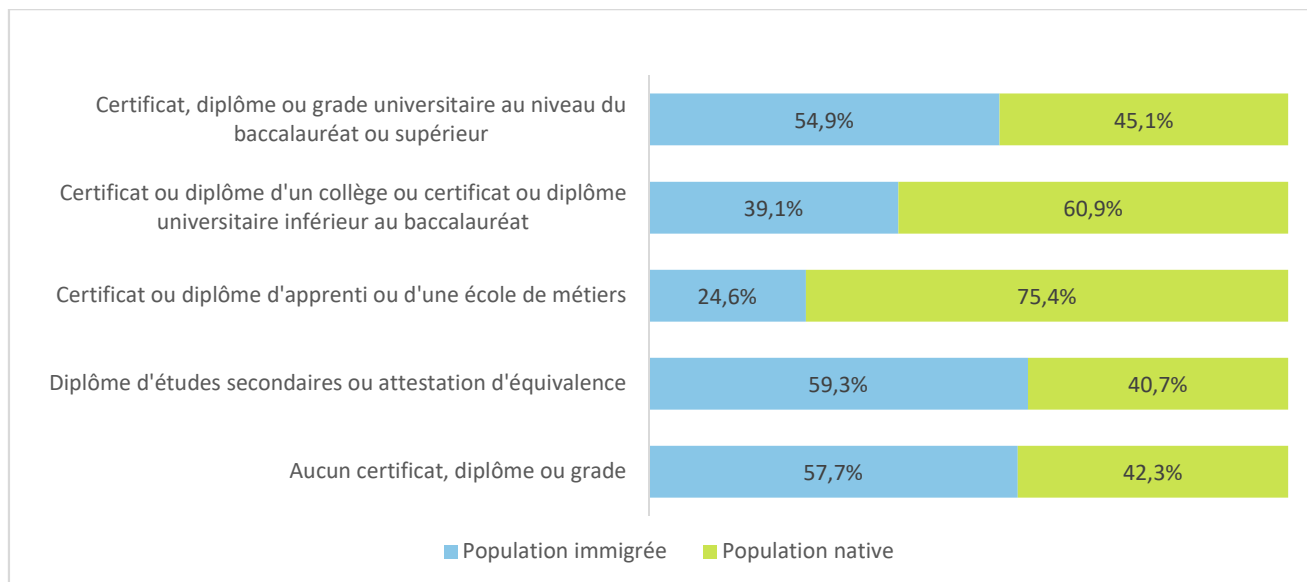 Certificat, diplôme ou grade universitaire au niveau du
baccalauréat ou supérieur
54,9%
45,1%
Certificat ou diplôme d'un collège ou certificat ou diplôme
universitaire inférieur au baccalauréat
39,1%
60,9%
Certificat ou diplôme d'apprenti ou d'une école de métiers
24,6%
75,4%
Diplôme d'études secondaires ou attestation d'équivalence
59,3%
40,7%
Aucun certificat, diplôme ou grade
57,7%
42,3%
Population immigrée
Population native